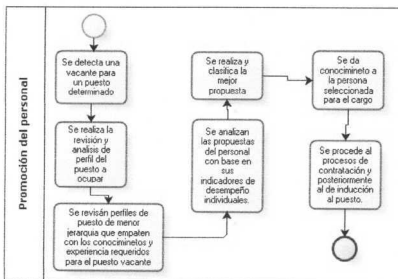 Promoción del personal
Se detecta una
vacante para
un puesto
determinado
Se realiza la
revisión y
analisis de
perfil del
puesto a
ocupar
Se revisán perfiles de
puesto de menor
jerarquia que empaten
con los conociminetos y
experiencia requeridos
para el puesto vacante
Se analizan
las propuestas
del personal
con base en
sus
indicadores de
desempeño
individuales.
Se realiza y
clasifica la
mejor
propuesta
Se da
conocimineto a
la persona
seleccionada
para el cargo
Se procede al
procesos de
contratación y
posteriormente
al de inducción
al puesto.